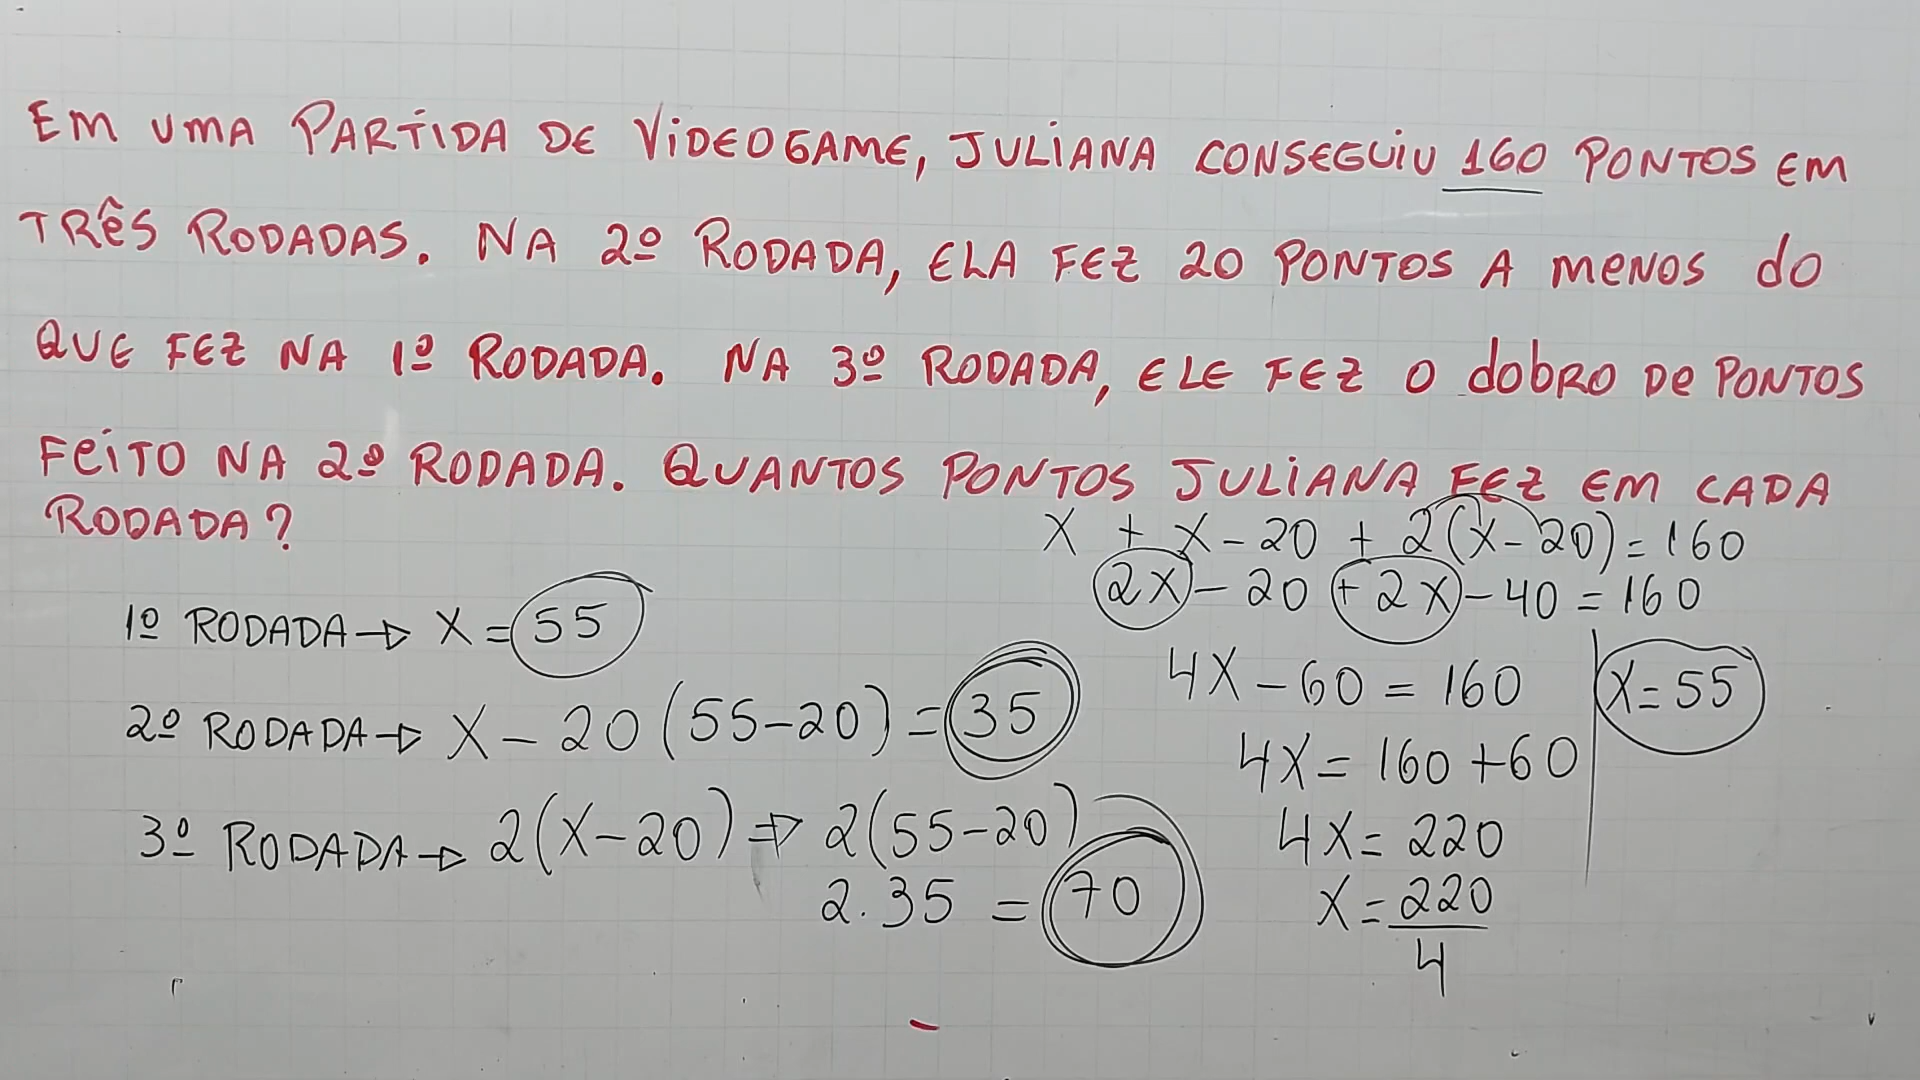 EM UMA PARTIDA DE VIDEOGAME, JULIANA CONSEGUIU 160 PONTOS EM
TRÊS RODADAS. NA 2º RODADA, ELA FEZ 20 PONTOS A MENOS do
QUE FEZ NA 1º RODADA. NA 3º RODADA, ELE FEZ O dobRO DE PONTOS
FEITO NA 2º RODADA. QUANTOS PONTOS JULIANA FEZ EM CADA
RODADA?
x + x - 20 + 2(x - 20) = 160
2x - 20 + 2x - 40 = 160
4x - 60 = 160
4x = 160 + 60
4x = 220
x = 220
4
x = 55
1º RODADA → x = 55
2º RODADA → x - 20 (55 - 20) = 35
3º RODADA → 2(x - 20) ⇒ 2(55 - 20)
2.35 = 70